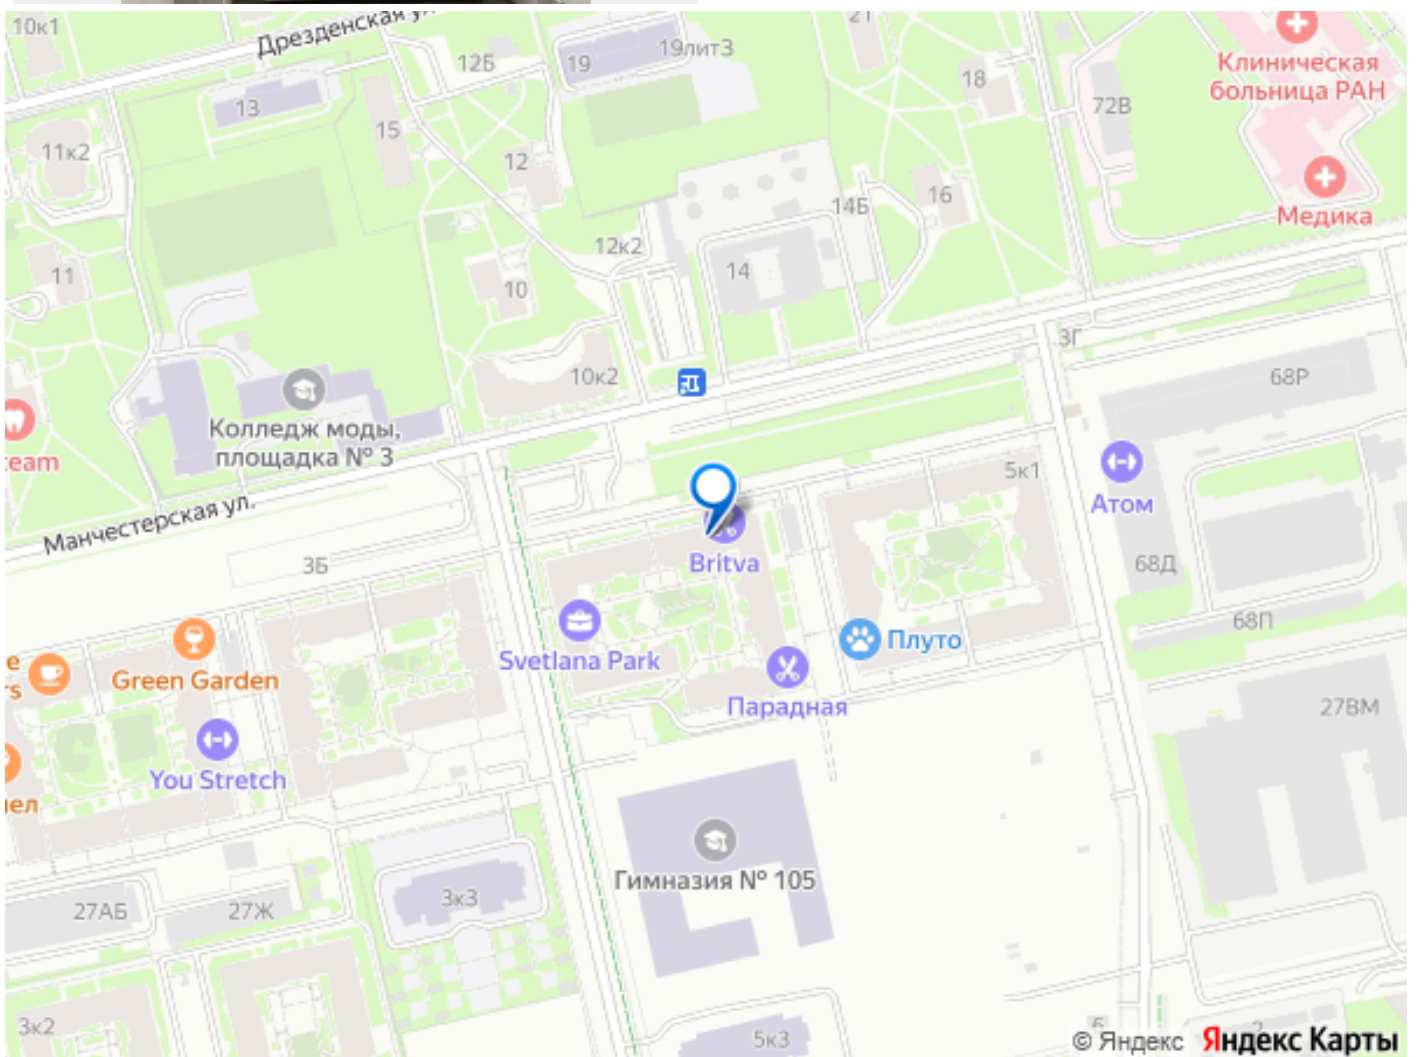 10к1
Дрезденская ул.
12Б
19
19лит3
21
18
Клиническая
больница РАН
72В
13
15
11к2
12
16
14Б
Медика
12к2
14
11
10
3Г
10к2
68Р
Колледж моды,
площадка № 3
team
5к1
Атом
Манчестерская ул.
3Б
Britva
68Д
68П
Плуто
Svetlana Park
Green Garden
Парадная
27ВМ
You Stretch
Гимназия № 105
3к3
27АБ
27Ж
3к2
5к3
© Яндекс Яндекс Карты